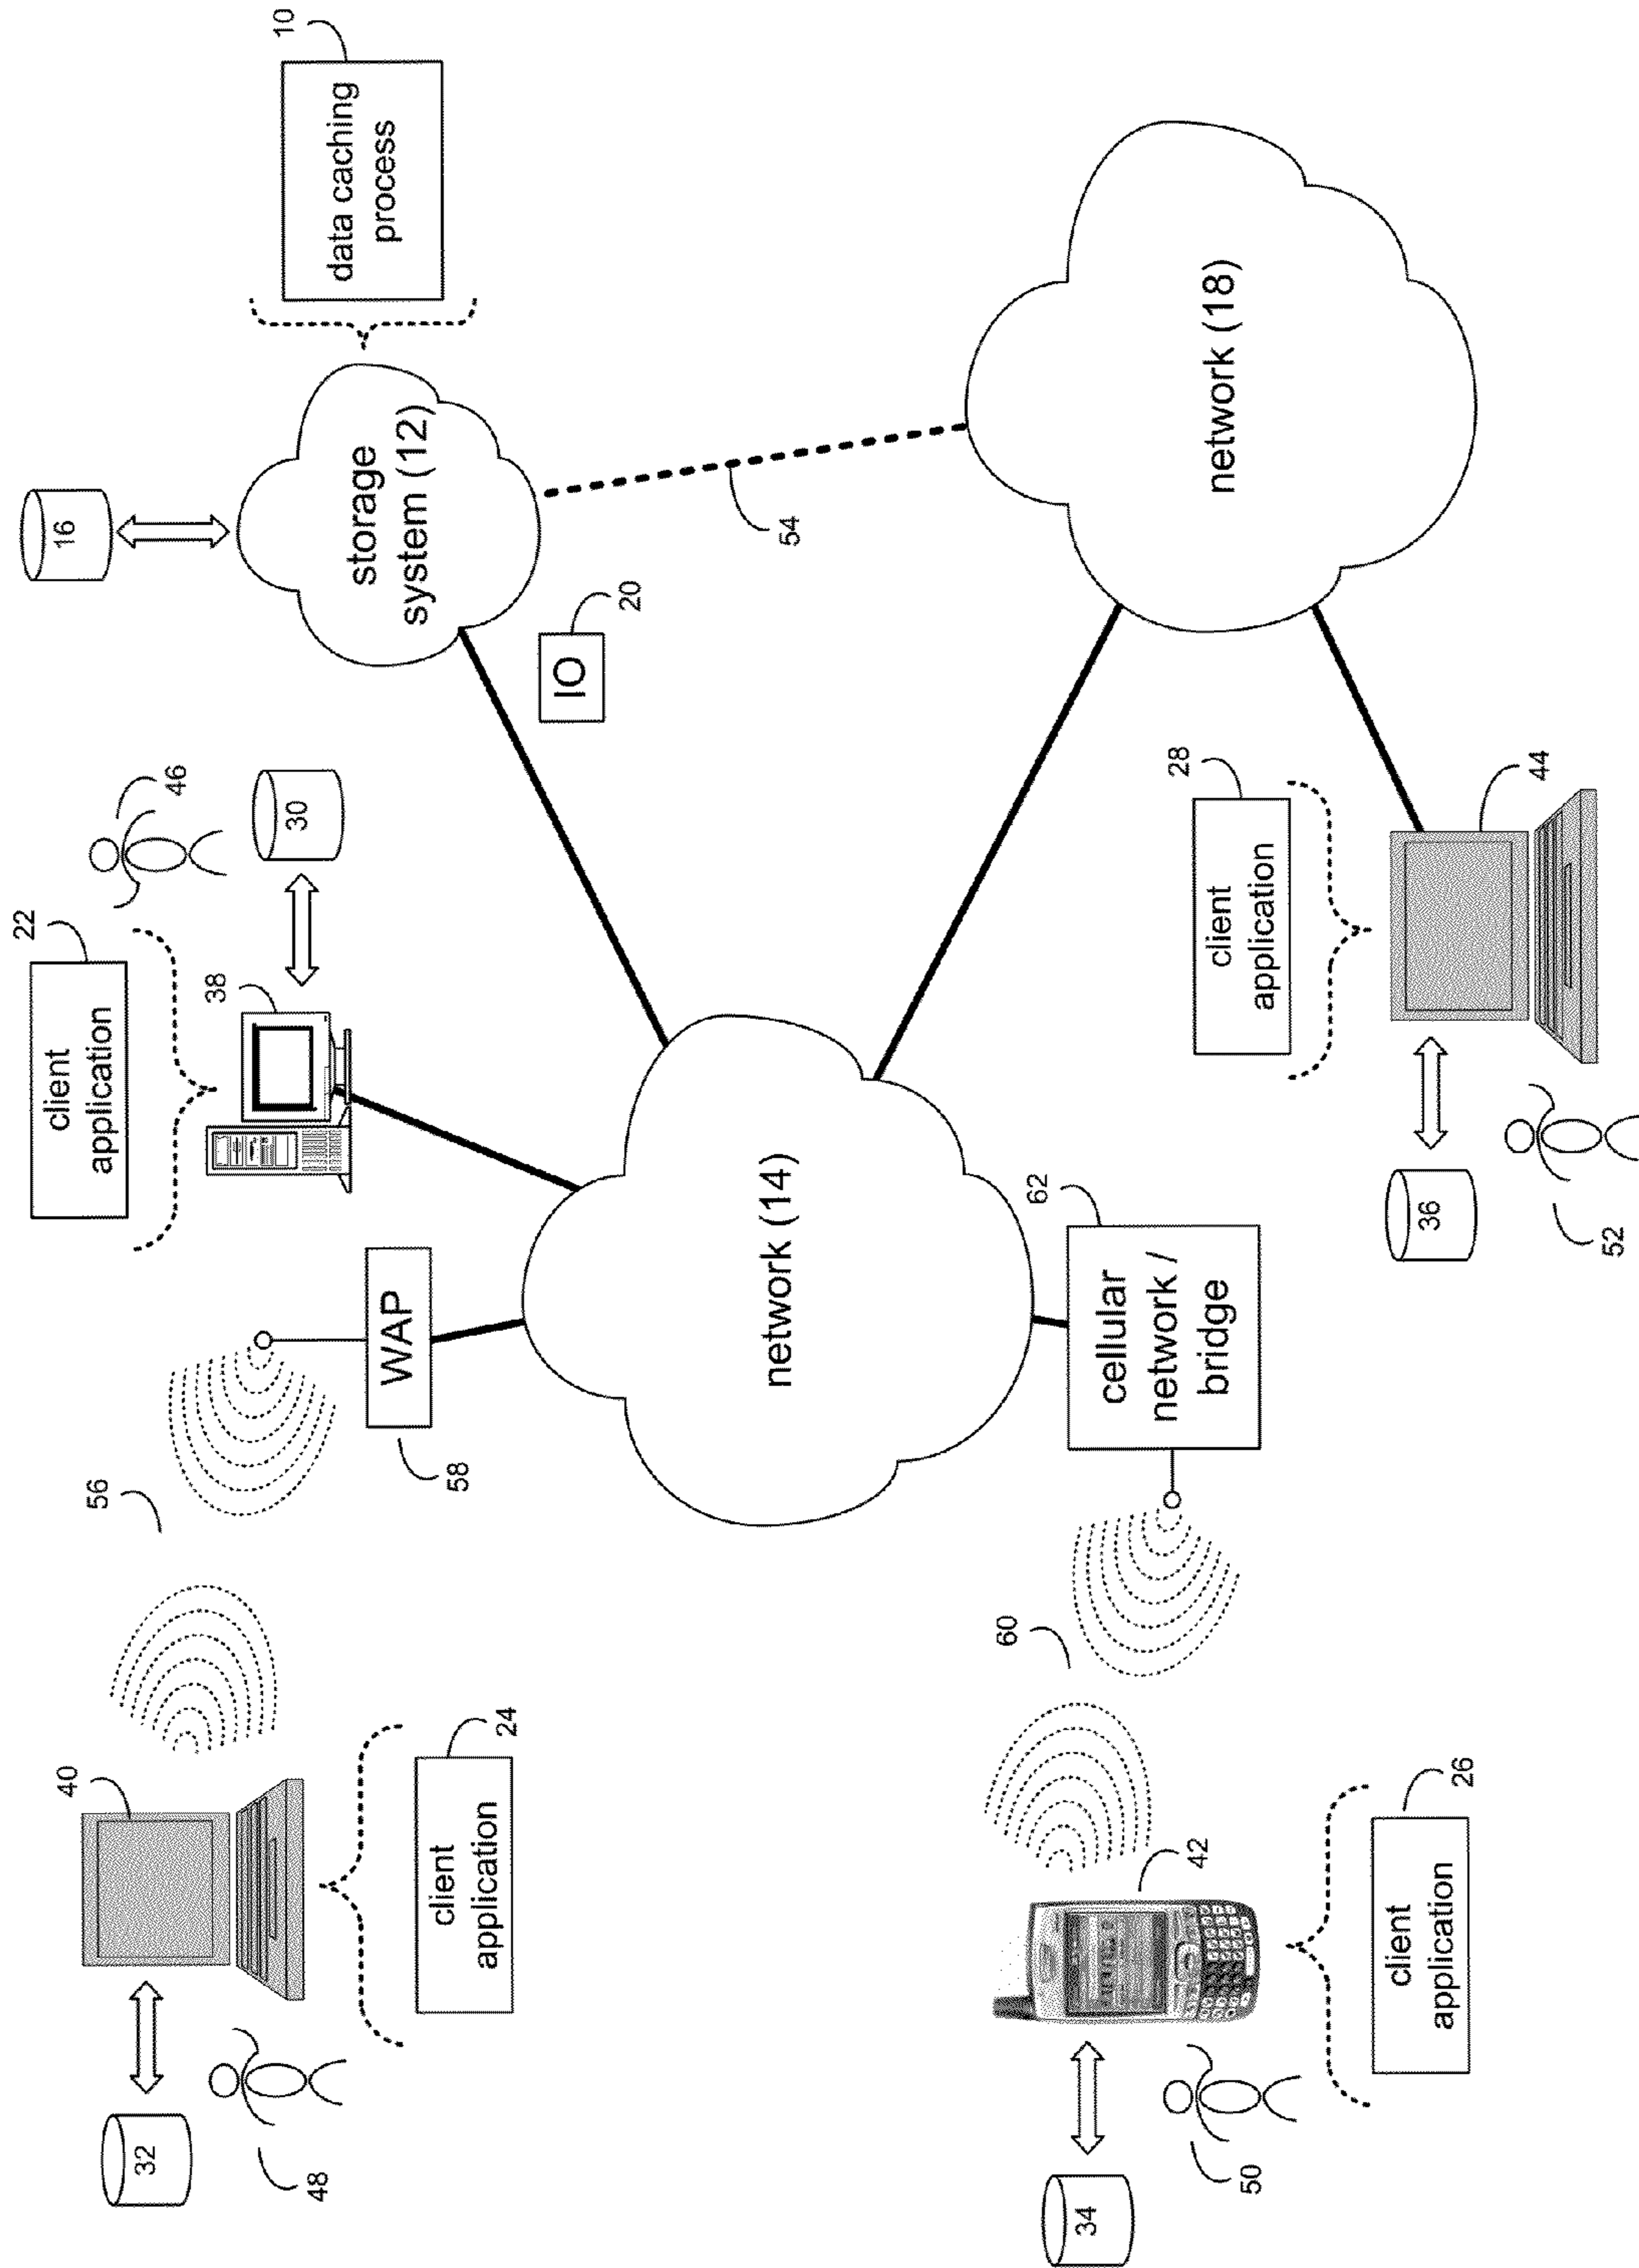 22
client
application
16
10
data caching
process
46
30
38
storage
system (12)
IO
20
54
56
WAP
58
40
32
48
24
client
application
network (14)
62
cellular
network /
bridge
60
42
34
50
26
client
application
network (18)
28
client
application
44
36
52